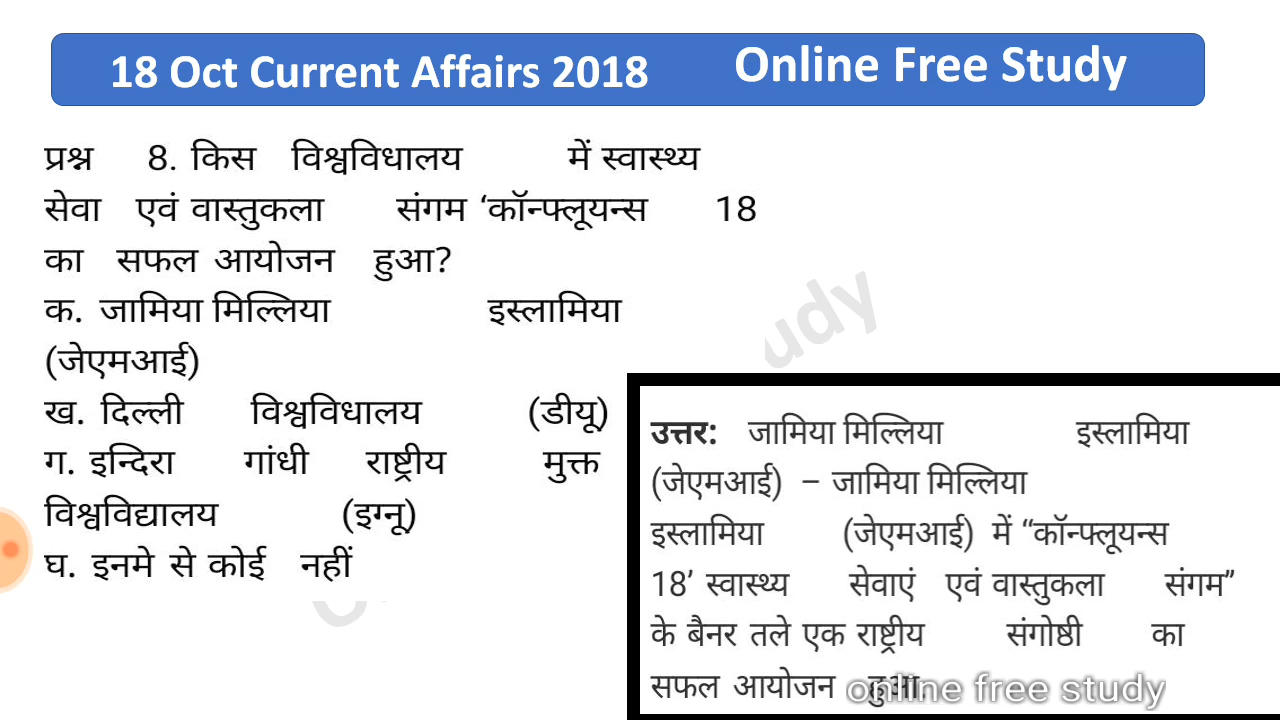 18 Oct Current Affairs 2018 Online Free Study
प्रश्न 8. किस विश्वविधालय में स्वास्थ्य
सेवा एवं वास्तुकला संगम ‘कॉन्फ्लूयन्स 18
का सफल आयोजन हुआ?
क. जामिया मिल्लिया इस्लामिया
(जेएमआई)
ख. दिल्ली विश्वविधालय (डीयू)
ग. इन्दिरा गांधी राष्ट्रीय मुक्त
विश्वविद्यालय (इग्नू)
घ. इनमे से कोई नहीं
उत्तर: जामिया मिल्लिया इस्लामिया
(जेएमआई) – जामिया मिल्लिया
इस्लामिया (जेएमआई) में “कॉन्फ्लूयन्स
18’ स्वास्थ्य सेवाएं एवं वास्तुकला संगम”
के बैनर तले एक राष्ट्रीय संगोष्ठी का
सफल आयोजन हुआ.
online free study